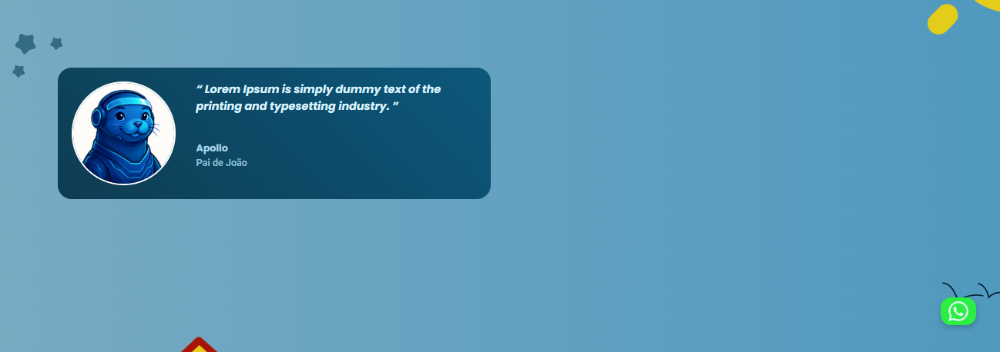 “ Lorem Ipsum is simply dummy text of the
printing and typesetting industry. ”
Apollo
Pai de João